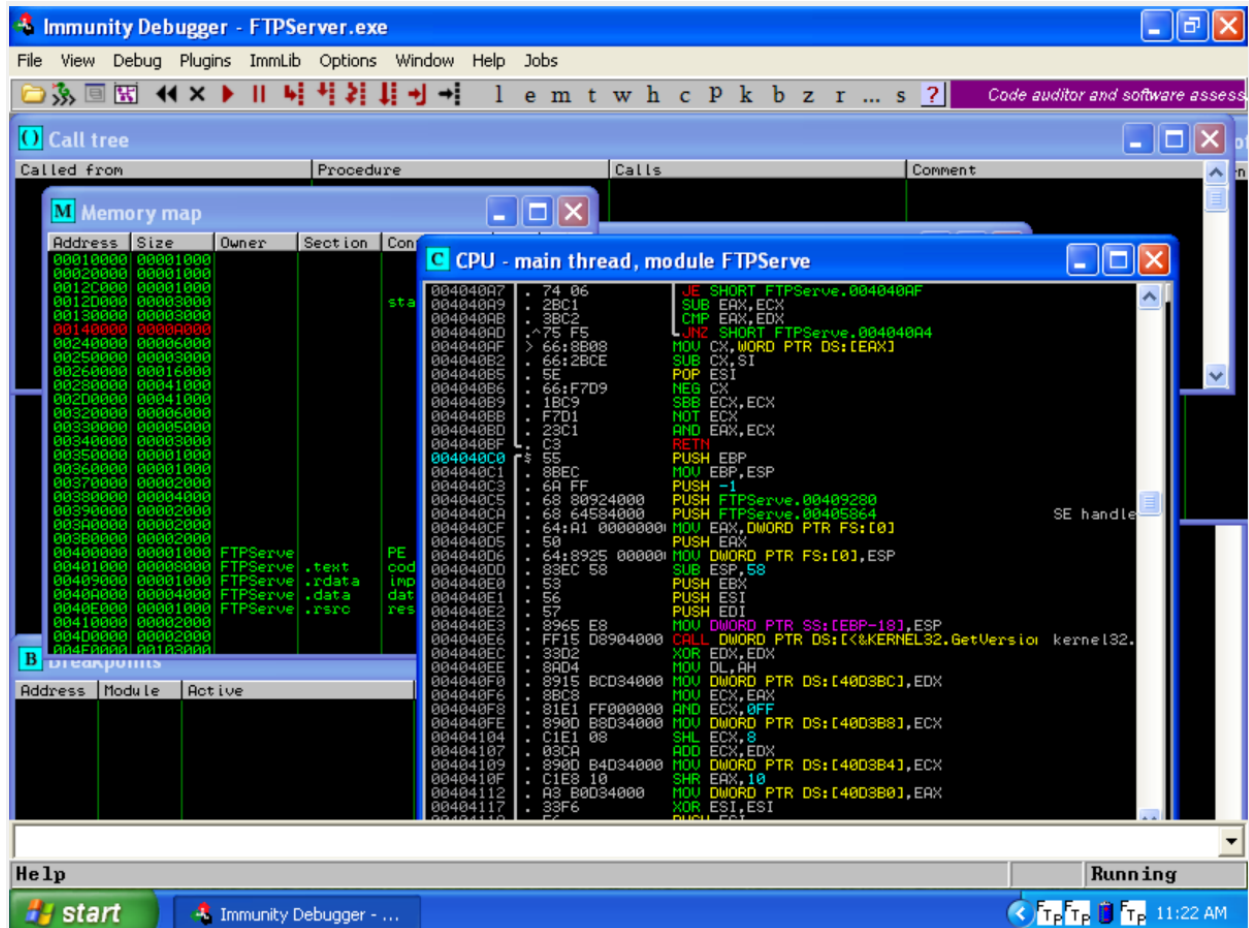 Immunity Debugger - FTPServer.exe
File View Debug Plugins ImmLib Options Window Help Jobs
l e m t w h c P k b z r ... s ? Code auditor and software assess
Call tree
Called from Procedure Calls Comment
M Memory map
Address Size Owner Section Con
00010000 00001000
00020000 00001000
0012C000 00001000
0012D000 00003000 sta
00130000 00003000
00140000 0000A000
00240000 00006000
00250000 00003000
00260000 00016000
00280000 00041000
002D0000 00041000
00320000 00006000
00330000 00005000
00340000 00003000
00350000 00001000
00360000 00001000
00370000 00002000
00380000 00004000
00390000 00002000
003A0000 00002000
003B0000 00002000
00400000 00001000 FTPServe PE
00401000 00008000 FTPServe .text cod
00409000 00001000 FTPServe .rdata imp
0040A000 00004000 FTPServe .data dat
0040E000 00001000 FTPServe .rsrc res
00410000 00002000
004D0000 00002000
004E0000 00103000
C CPU - main thread, module FTPServe
004040A7 . 74 06 JE SHORT FTPServe.004040AF
004040A9 . 2BC1 SUB EAX,ECX
004040AB . 3BC2 CMP EAX,EDX
004040AD .^75 F5 JNZ SHORT FTPServe.004040A4
004040AF > 66:8B08 MOV CX,WORD PTR DS:[EAX]
004040B2 . 66:2BCE SUB CX,SI
004040B5 . 5E POP ESI
004040B6 . 66:F7D9 NEG CX
004040B9 . 1BC9 SBB ECX,ECX
004040BB . F7D1 NOT ECX
004040BD . 23C1 AND EAX,ECX
004040BF . C3 RETN
004040C0 $ 55 PUSH EBP
004040C1 . 8BEC MOV EBP,ESP
004040C3 . 6A FF PUSH -1
004040C5 . 68 80924000 PUSH FTPServe.00409280
004040CA . 68 64584000 PUSH FTPServe.00405864 SE handle
004040CF . 64:A1 00000000 MOV EAX,DWORD PTR FS:[0]
004040D5 . 50 PUSH EAX
004040D6 . 64:8925 00000 MOV DWORD PTR FS:[0],ESP
004040DD . 83EC 58 SUB ESP,58
004040E0 . 53 PUSH EBX
004040E1 . 56 PUSH ESI
004040E2 . 57 PUSH EDI
004040E3 . 8965 E8 MOV DWORD PTR SS:[EBP-18],ESP
004040E6 . FF15 D8904000 CALL DWORD PTR DS:[<&KERNEL32.GetVersion kernel32.
004040EC . 33D2 XOR EDX,EDX
004040EE . 8AD4 MOV DL,AH
004040F0 . 8915 BCD34000 MOV DWORD PTR DS:[40D3BC],EDX
004040F6 . 8BC8 MOV ECX,EAX
004040F8 . 81E1 FF000000 AND ECX,0FF
004040FE . 890D B8D34000 MOV DWORD PTR DS:[40D3B8],ECX
00404104 . C1E1 08 SHL ECX,8
00404107 . 03CA ADD ECX,EDX
00404109 . 890D B4D34000 MOV DWORD PTR DS:[40D3B4],ECX
0040410F . C1E8 10 SHR EAX,10
00404112 . A3 B0D34000 MOV DWORD PTR DS:[40D3B0],EAX
00404117 . 33F6 XOR ESI,ESI
B Breakpoints
Address Module Active
Help Running
start Immunity Debugger - ... 11:22 AM